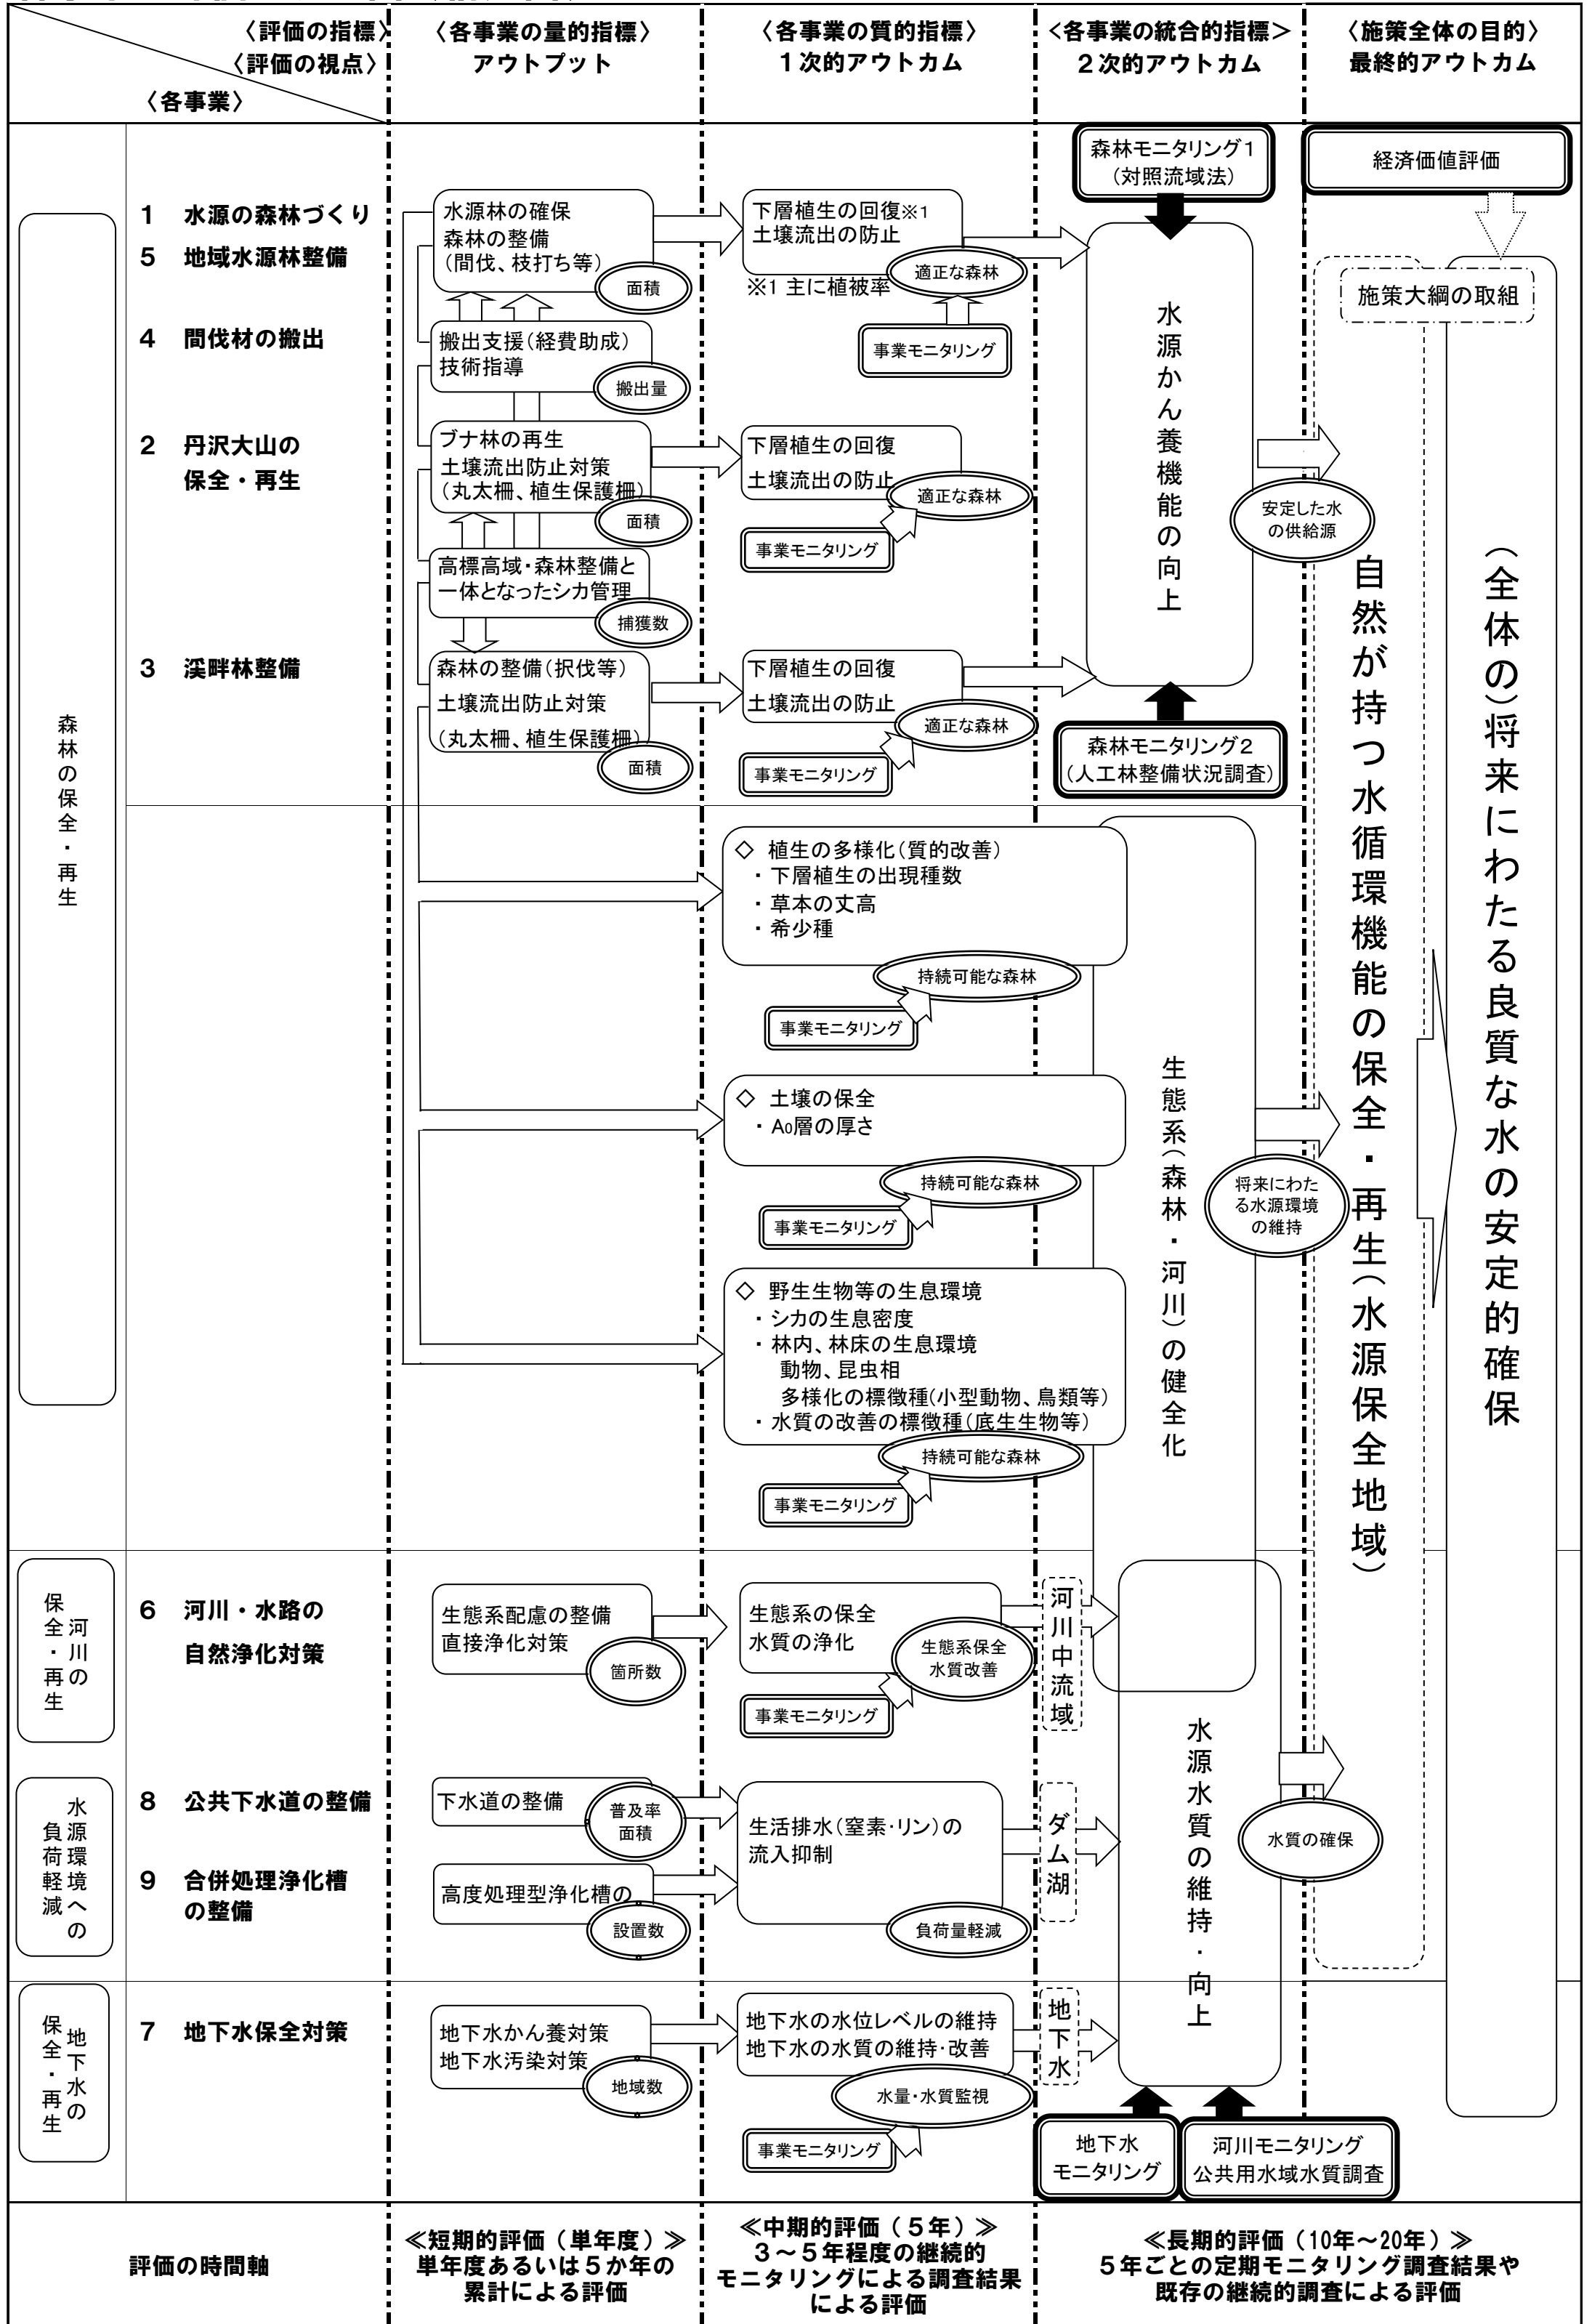 〈評価の指標〉
〈評価の視点〉
〈各事業〉
〈各事業の量的指標〉
アウトプット
〈各事業の質的指標〉
1次的アウトカム
<各事業の統合的指標>
2次的アウトカム
〈施策全体の目的〉
最終的アウトカム
森林の保全・再生
1 水源の森林づくり
5 地域水源林整備
水源林の確保
森林の整備
(間伐、枝打ち等)
面積
下層植生の回復※1
土壌流出の防止
適正な森林
※1 主に植被率
事業モニタリング
森林モニタリング1
(対照流域法)
経済価値評価
施策大綱の取組
4 間伐材の搬出
搬出支援(経費助成)
技術指導
搬出量
2 丹沢大山の
保全・再生
ブナ林の再生
土壌流出防止対策
(丸太柵、植生保護柵)
面積
下層植生の回復
土壌流出の防止
適正な森林
事業モニタリング
高標高域・森林整備と
一体となったシカ管理
捕獲数
3 渓畔林整備
森林の整備(択伐等)
土壌流出防止対策
(丸太柵、植生保護柵)
面積
下層植生の回復
土壌流出の防止
適正な森林
事業モニタリング
水源かん養機能の向上
安定した水
の供給源
森林モニタリング2
(人工林整備状況調査)
◇ 植生の多様化(質的改善)
・下層植生の出現種数
・草本の丈高
・希少種
持続可能な森林
事業モニタリング
◇ 土壌の保全
・A0層の厚さ
持続可能な森林
事業モニタリング
◇ 野生生物等の生息環境
・シカの生息密度
・林内、林床の生息環境
動物、昆虫相
多様化の標徴種(小型動物、鳥類等)
・水質の改善の標徴種(底生生物等)
持続可能な森林
事業モニタリング
生態系(森林・河川)の健全化
将来にわた
る水源環境
の維持
自然が持つ水循環機能の保全・再生(水源保全地域)
(全体の)将来にわたる良質な水の安定的確保
河川の
保全・再生
6 河川・水路の
自然浄化対策
生態系配慮の整備
直接浄化対策
箇所数
生態系の保全
水質の浄化
生態系保全
水質改善
事業モニタリング
河川中流域
水源環境への
負荷軽減
8 公共下水道の整備
下水道の整備
普及率
面積
9 合併処理浄化槽
の整備
高度処理型浄化槽の
設置数
生活排水(窒素・リン)の
流入抑制
負荷量軽減
ダム湖
水源水質の維持・向上
水質の確保
地下水の
保全・再生
7 地下水保全対策
地下水かん養対策
地下水汚染対策
地域数
地下水の水位レベルの維持
地下水の水質の維持・改善
水量・水質監視
事業モニタリング
地下水
地下水
モニタリング
河川モニタリング
公共用水域水質調査
評価の時間軸
≪短期的評価(単年度)≫
単年度あるいは5か年の
累計による評価
≪中期的評価(5年)≫
3~5年程度の継続的
モニタリングによる調査結果
による評価
≪長期的評価(10年~20年)≫
5年ごとの定期モニタリング調査結果や
既存の継続的調査による評価